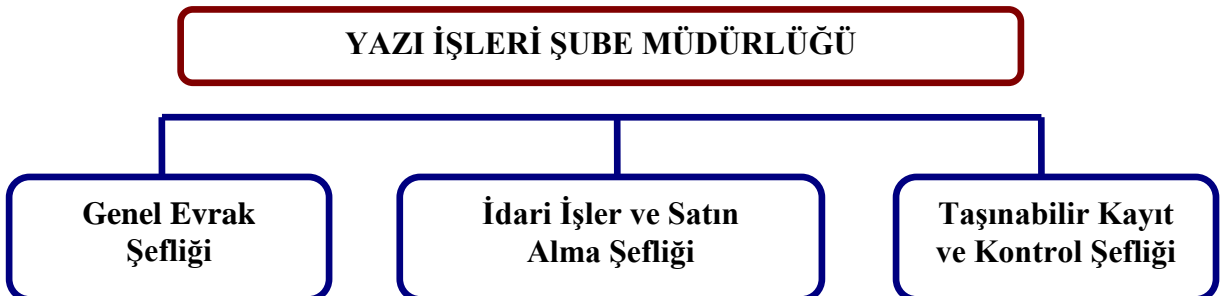 YAZI İŞLERİ ŞUBE MÜDÜRLÜĞÜ
Genel Evrak
Şefliği
İdari İşler ve Satın
Alma Şefliği
Taşınabilir Kayıt
ve Kontrol Şefliği